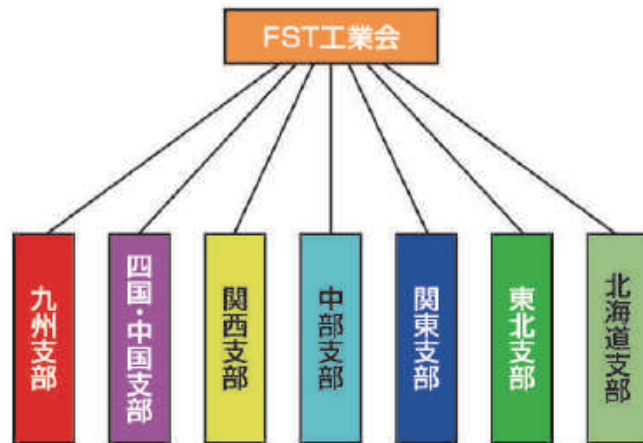 FST工業会
九州支部
四国・中国支部
関西支部
中部支部
関東支部
東北支部
北海道支部